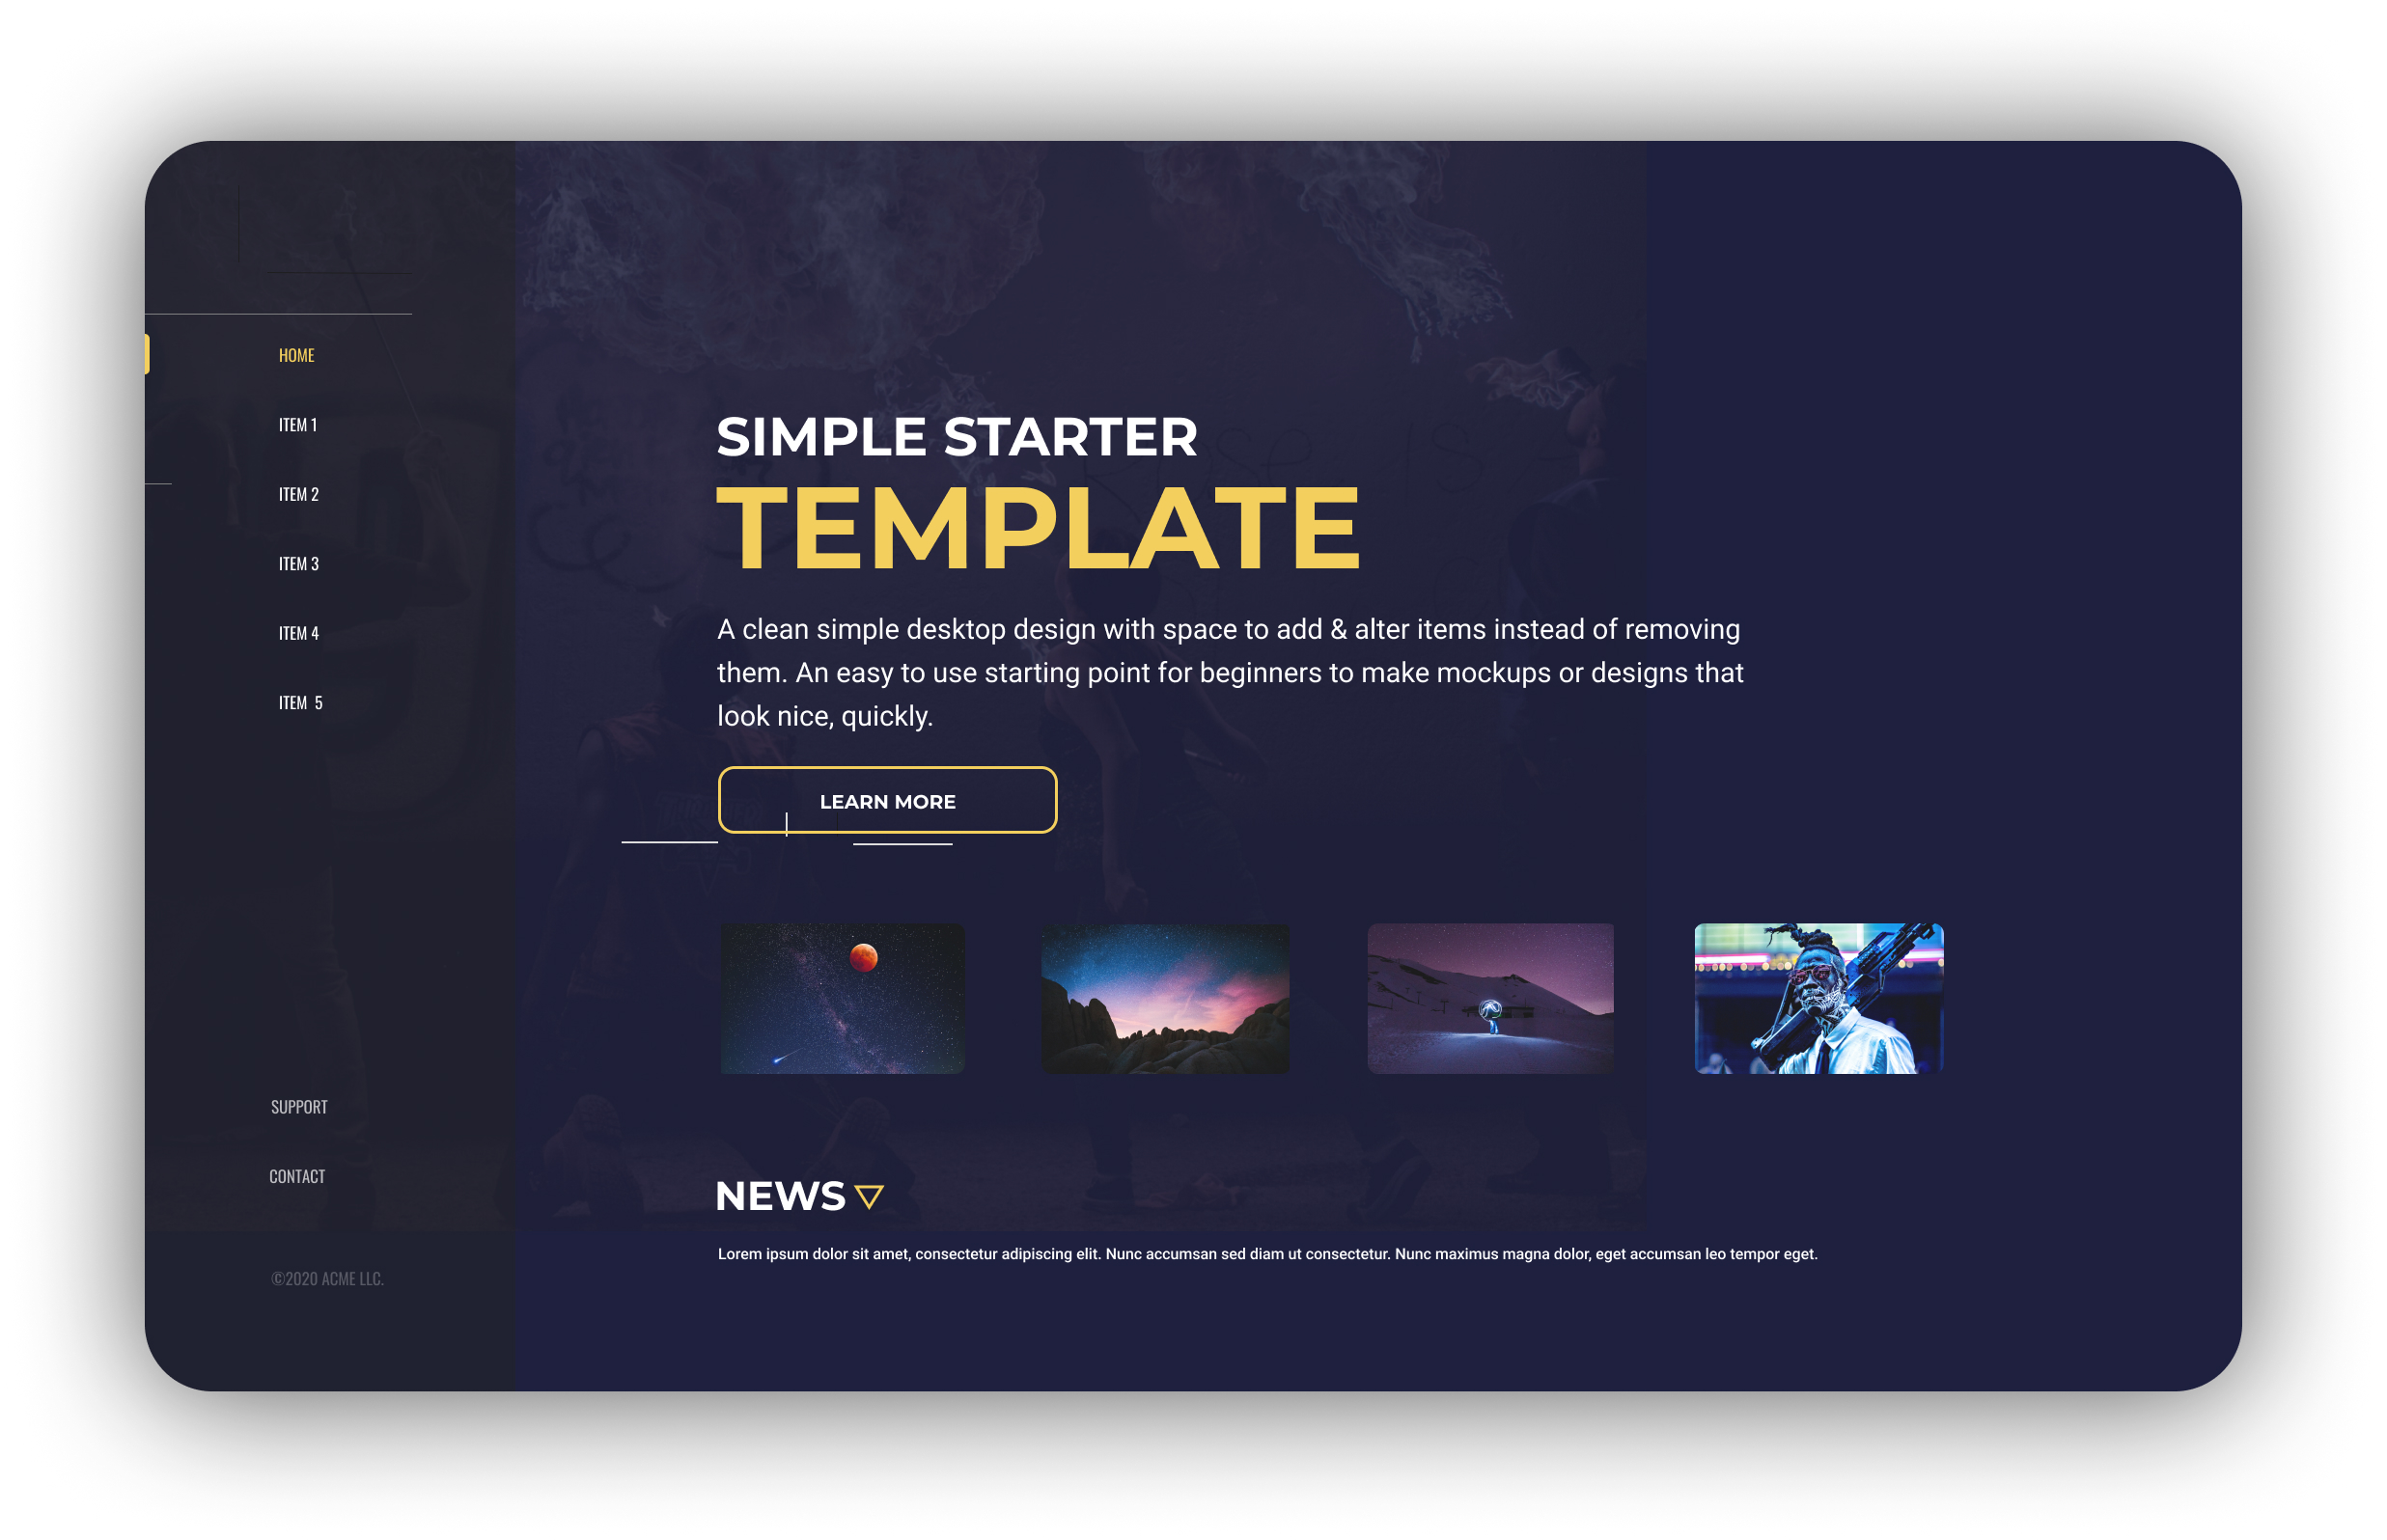 HOME
ITEM 1
ITEM 2
ITEM 3
ITEM 4
ITEM  5
SUPPORT
CONTACT
©2020 ACME LLC.
SIMPLE STARTER
TEMPLATE
A clean simple desktop design with space to add & alter items instead of removing
them. An easy to use starting point for beginners to make mockups or designs that
look nice, quickly.
LEARN MORE
NEWS
Lorem ipsum dolor sit amet, consectetur adipiscing elit. Nunc accumsan sed diam ut consectetur. Nunc maximus magna dolor, eget accumsan leo tempor eget.